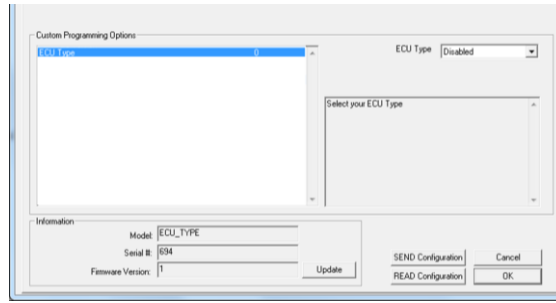 Custom Programming Options
ECU Type 0
ECU Type Disabled
Select your ECU Type
Information
Model: ECU_TYPE
Serial #: 694
Firmware Version: 1
Update
SEND Configuration
Cancel
READ Configuration
OK